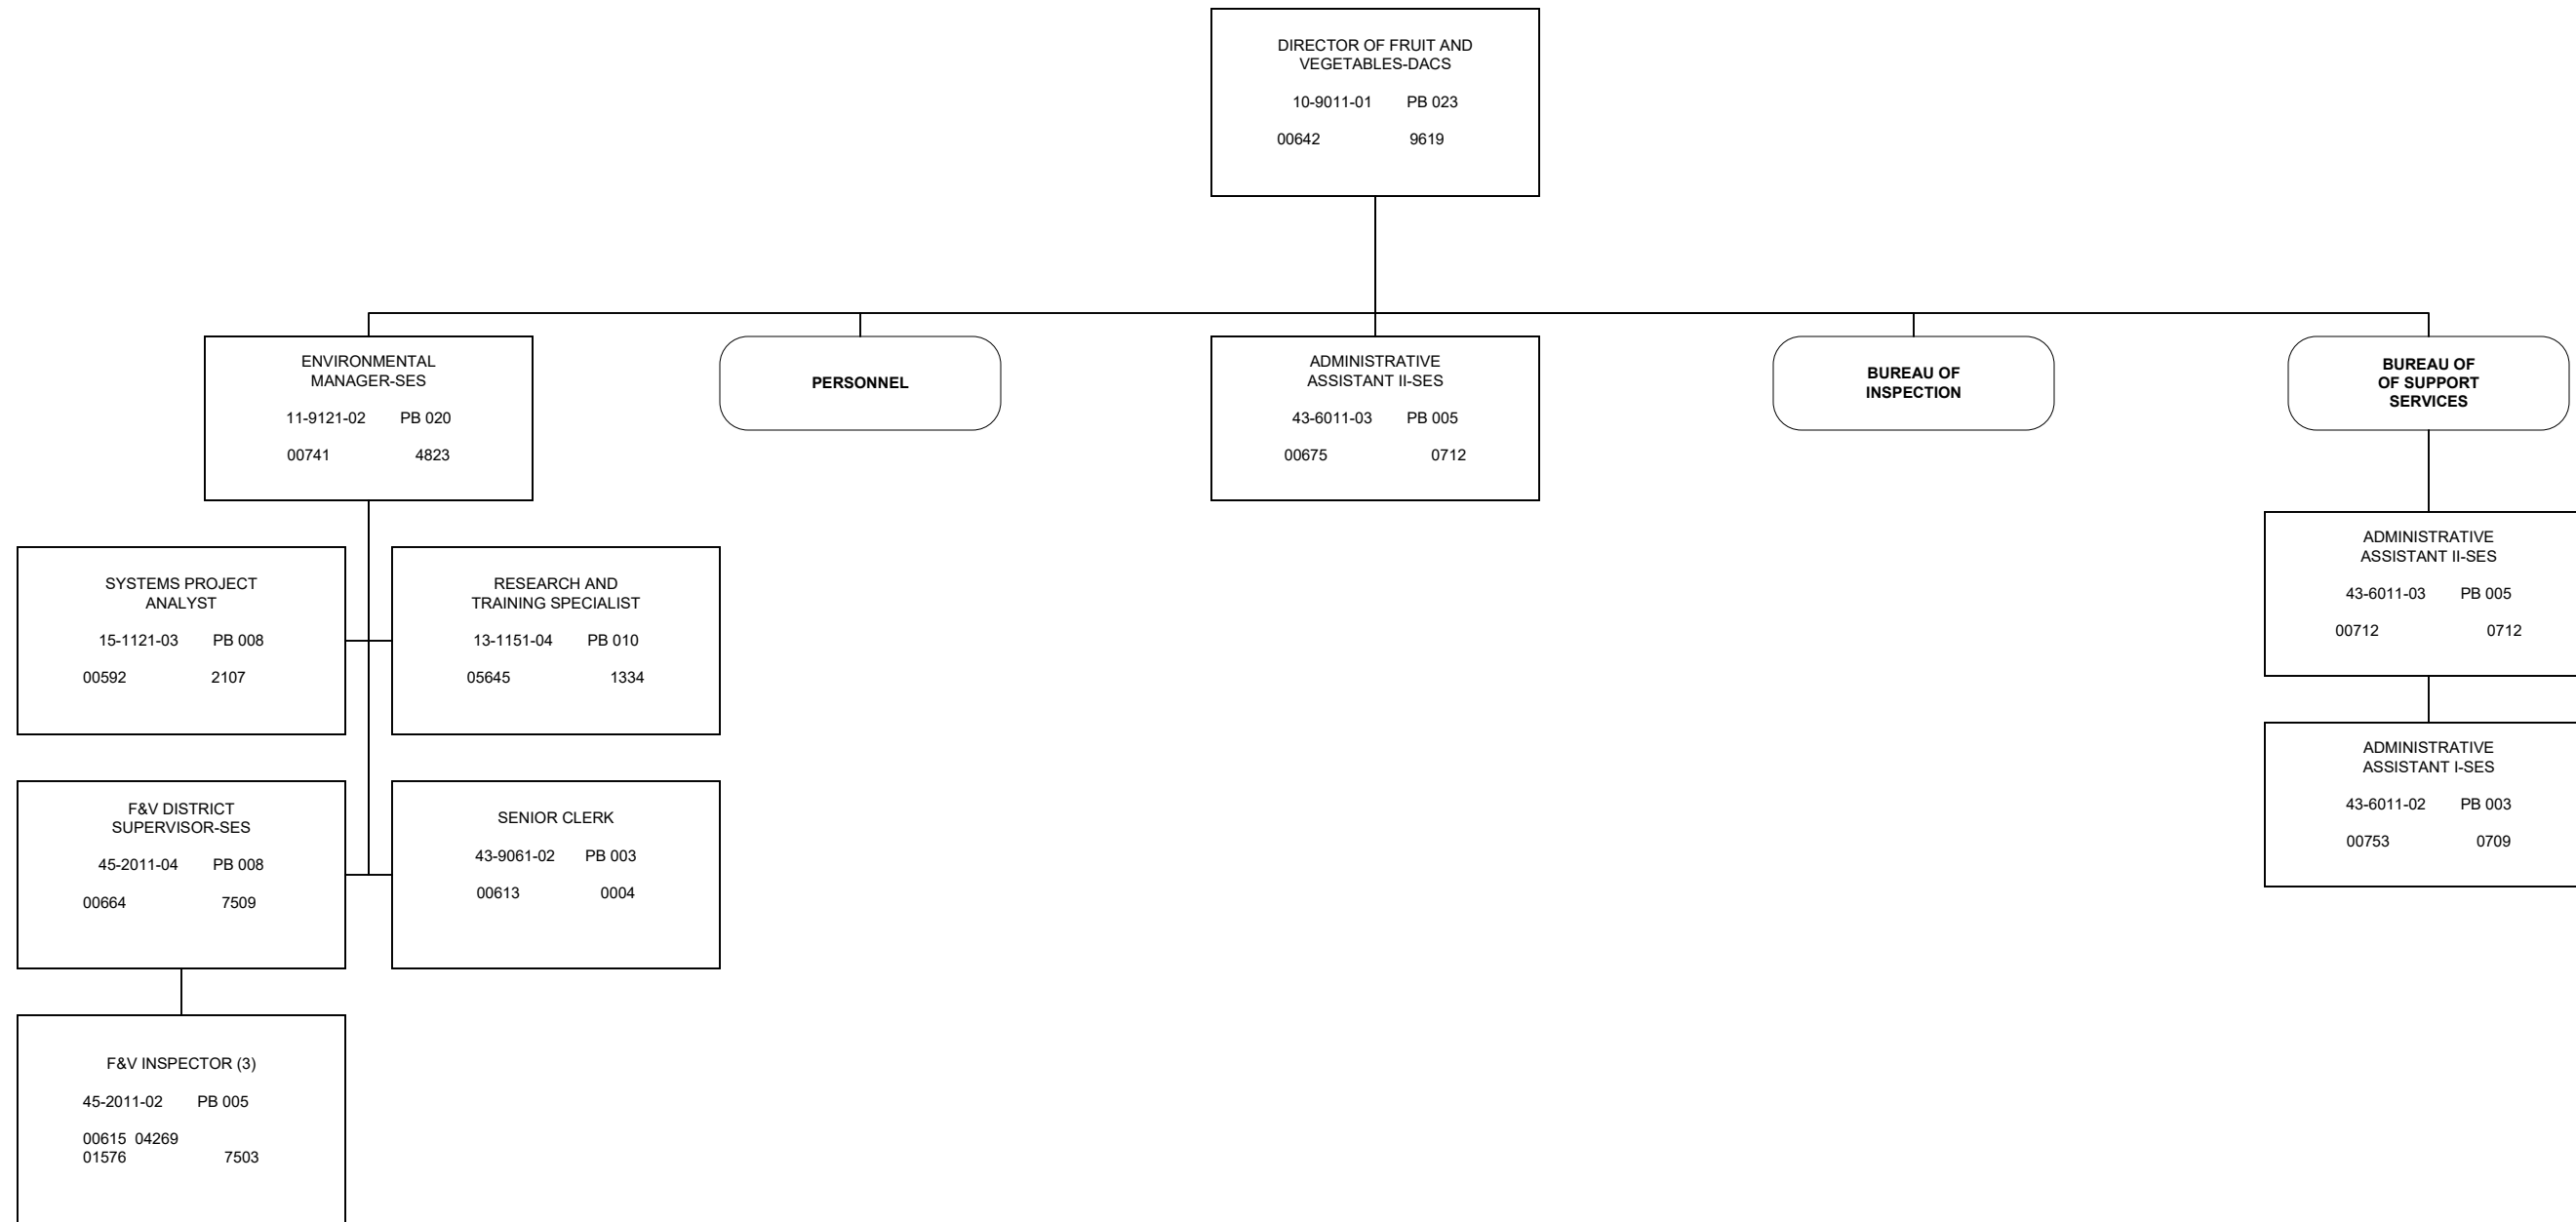 DIRECTOR OF FRUIT AND
VEGETABLES-DACS
10-9011-01 PB 023
00642 9619
ENVIRONMENTAL
MANAGER-SES
11-9121-02 PB 020
00741 4823
PERSONNEL
ADMINISTRATIVE
ASSISTANT II-SES
43-6011-03 PB 005
00675 0712
BUREAU OF
INSPECTION
BUREAU OF
OF SUPPORT
SERVICES
SYSTEMS PROJECT
ANALYST
15-1121-03 PB 008
00592 2107
RESEARCH AND
TRAINING SPECIALIST
13-1151-04 PB 010
05645 1334
ADMINISTRATIVE
ASSISTANT II-SES
43-6011-03 PB 005
00712 0712
F&V DISTRICT
SUPERVISOR-SES
45-2011-04 PB 008
00664 7509
SENIOR CLERK
43-9061-02 PB 003
00613 0004
ADMINISTRATIVE
ASSISTANT I-SES
43-6011-02 PB 003
00753 0709
F&V INSPECTOR (3)
45-2011-02 PB 005
00615 04269
01576 7503